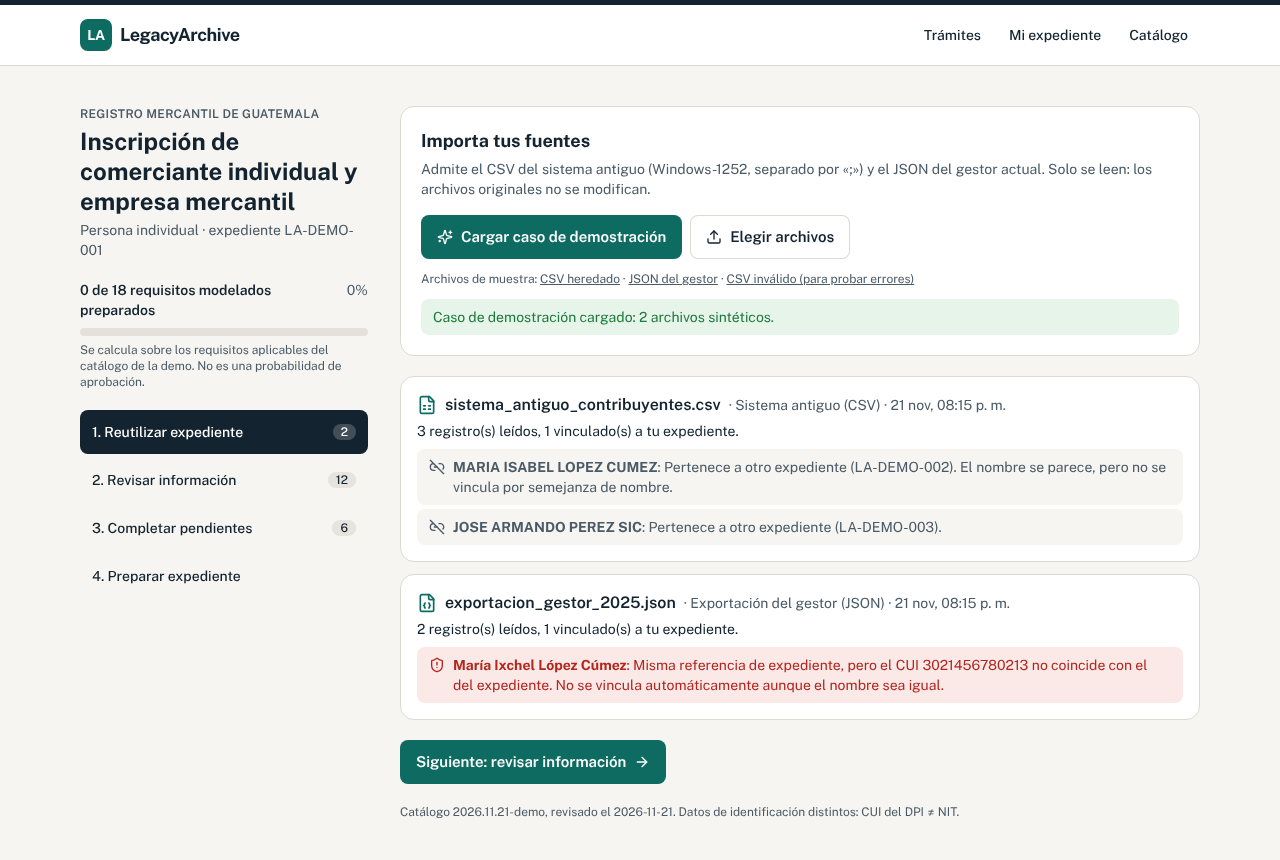 LA LegacyArchive
Trámites Mi expediente Catálogo
REGISTRO MERCANTIL DE GUATEMALA
Inscripción de
comerciante individual y
empresa mercantil
Persona individual · expediente LA-DEMO-
001
0 de 18 requisitos modelados
preparados
0%
Se calcula sobre los requisitos aplicables del
catálogo de la demo. No es una probabilidad de
aprobación.
1. Reutilizar expediente 2
2. Revisar información 12
3. Completar pendientes 6
4. Preparar expediente
Importa tus fuentes
Admite el CSV del sistema antiguo (Windows-1252, separado por «;») y el JSON del gestor actual. Solo se leen: los
archivos originales no se modifican.
Cargar caso de demostración Elegir archivos
Archivos de muestra: CSV heredado · JSON del gestor · CSV inválido (para probar errores)
Caso de demostración cargado: 2 archivos sintéticos.
sistema_antiguo_contribuyentes.csv · Sistema antiguo (CSV) · 21 nov, 08:15 p. m.
3 registro(s) leídos, 1 vinculado(s) a tu expediente.
MARIA ISABEL LOPEZ CUMEZ: Pertenece a otro expediente (LA-DEMO-002). El nombre se parece, pero no se
vincula por semejanza de nombre.
JOSE ARMANDO PEREZ SIC: Pertenece a otro expediente (LA-DEMO-003).
exportacion_gestor_2025.json · Exportación del gestor (JSON) · 21 nov, 08:15 p. m.
2 registro(s) leídos, 1 vinculado(s) a tu expediente.
María Ixchel López Cúmez: Misma referencia de expediente, pero el CUI 3021456780213 no coincide con el
del expediente. No se vincula automáticamente aunque el nombre sea igual.
Siguiente: revisar información →
Catálogo 2026.11.21-demo, revisado el 2026-11-21. Datos de identificación distintos: CUI del DPI ≠ NIT.